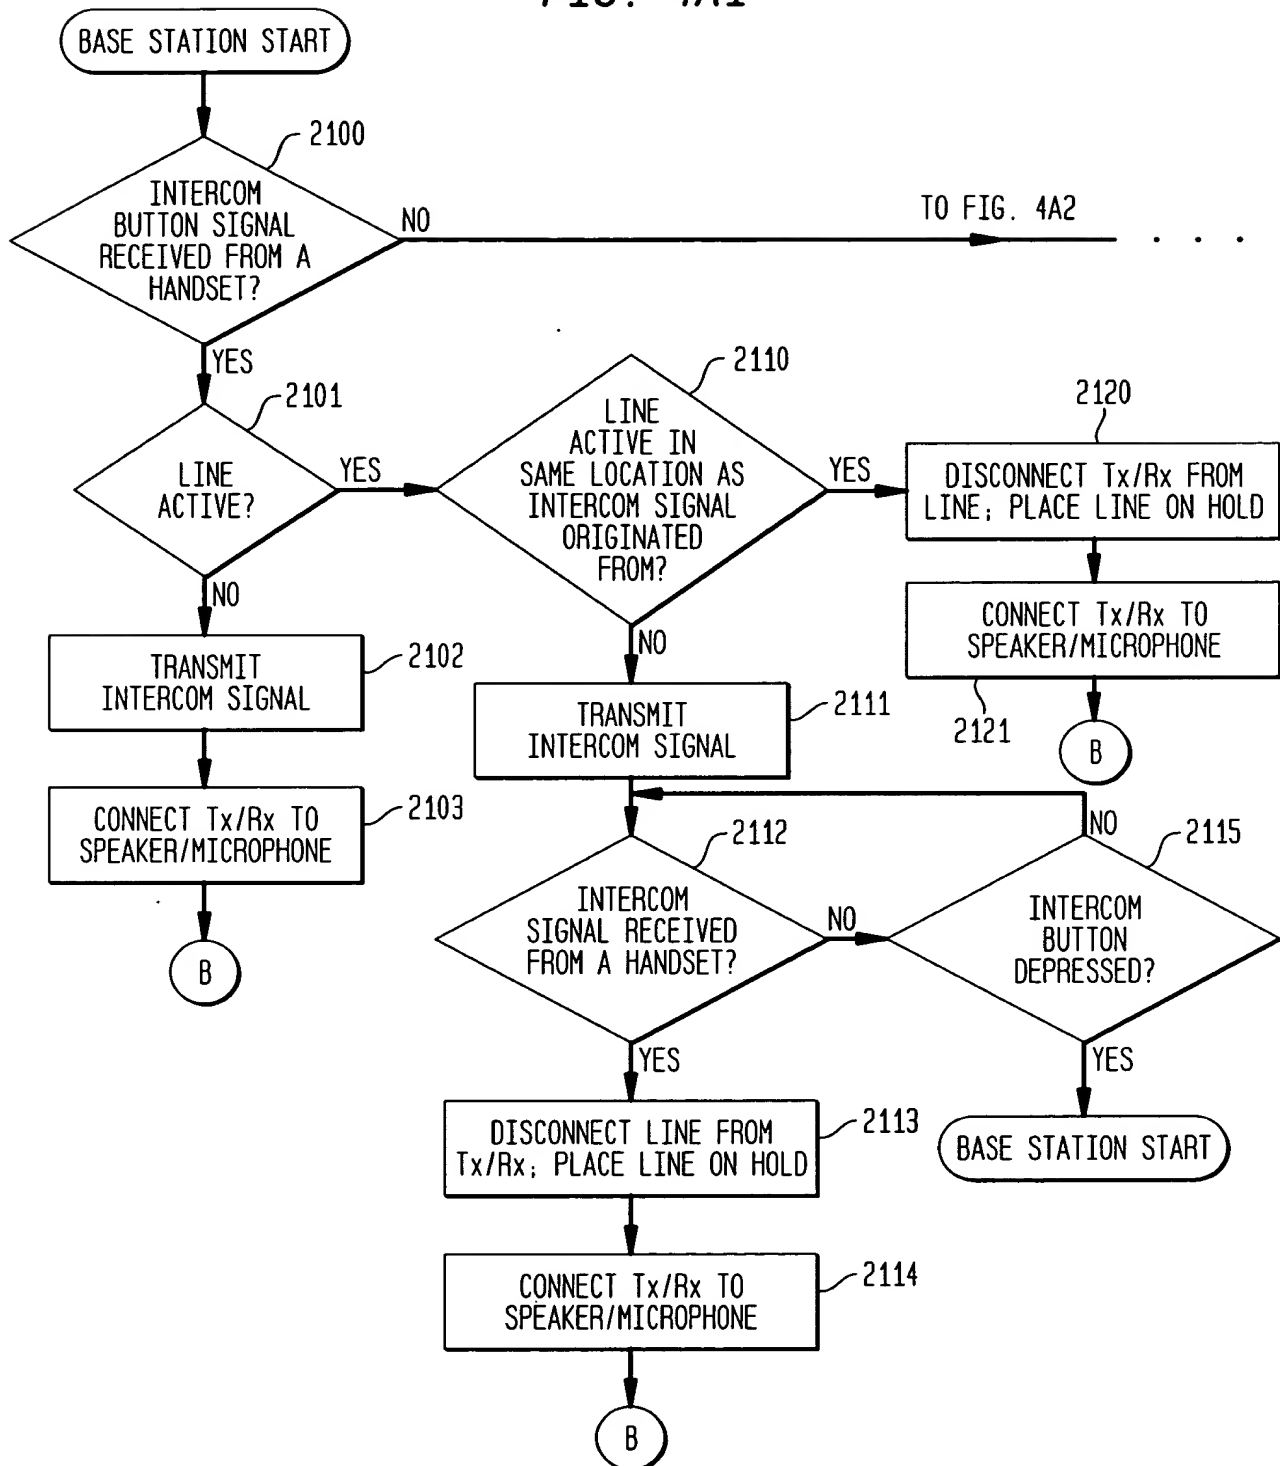 FIG. 4A1
BASE STATION START
2100
INTERCOM
BUTTON SIGNAL
RECEIVED FROM A
HANDSET?
NO
TO FIG. 4A2
. . .
YES
2101
LINE
ACTIVE?
YES
NO
2110
LINE
ACTIVE IN
SAME LOCATION AS
INTERCOM SIGNAL
ORIGINATED
FROM?
YES
NO
2120
DISCONNECT Tx/Rx FROM
LINE; PLACE LINE ON HOLD
CONNECT Tx/Rx TO
SPEAKER/MICROPHONE
2121
B
TRANSMIT
INTERCOM SIGNAL
2102
CONNECT Tx/Rx TO
SPEAKER/MICROPHONE
2103
B
TRANSMIT
INTERCOM SIGNAL
2111
2112
INTERCOM
SIGNAL RECEIVED
FROM A HANDSET?
NO
YES
NO
2115
INTERCOM
BUTTON
DEPRESSED?
YES
BASE STATION START
DISCONNECT LINE FROM
Tx/Rx; PLACE LINE ON HOLD
2113
CONNECT Tx/Rx TO
SPEAKER/MICROPHONE
2114
B